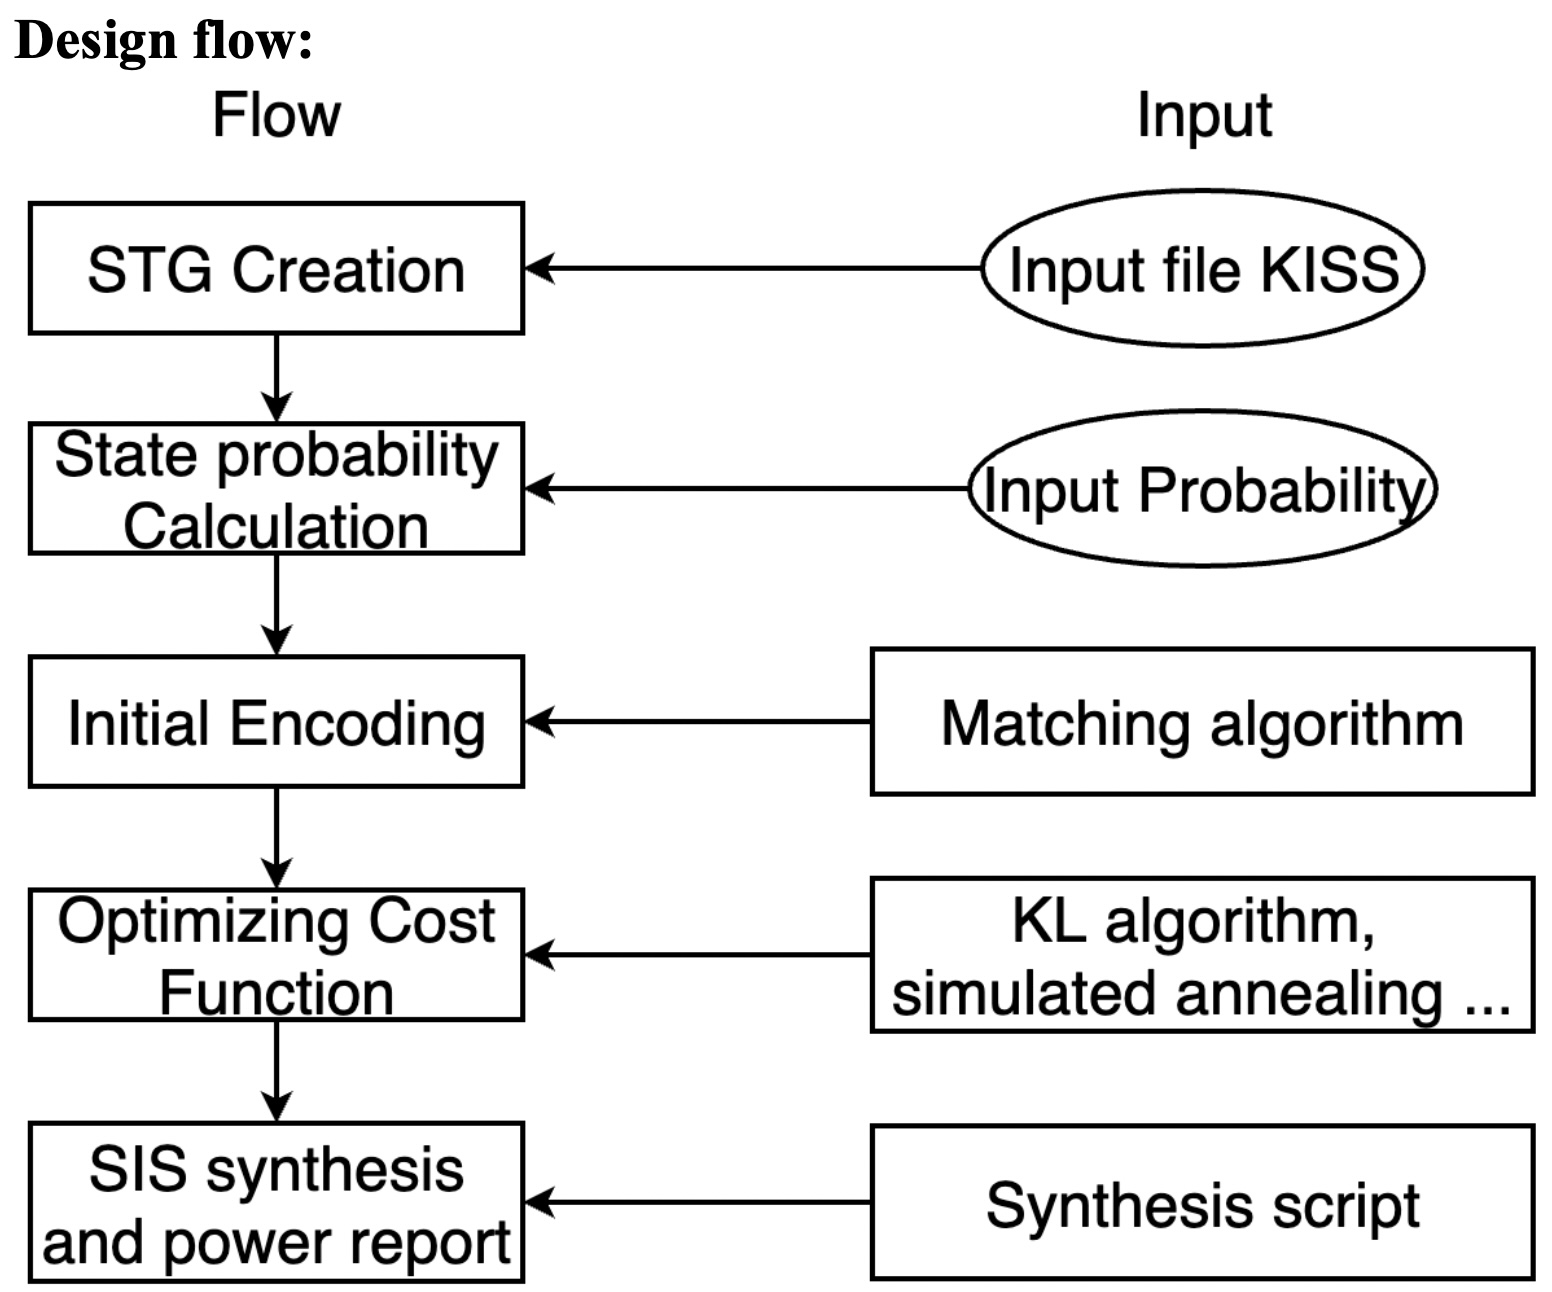 Design flow:
Flow
Input
STG Creation
Input file KISS
State probability
Calculation
Input Probability
Initial Encoding
Matching algorithm
Optimizing Cost
Function
KL algorithm,
simulated annealing ...
SIS synthesis
and power report
Synthesis script